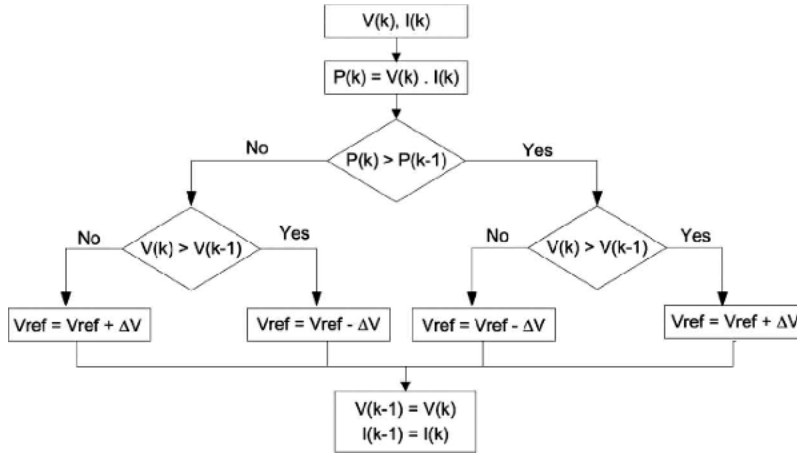 V(k), I(k)
P(k) = V(k) . I(k)
No
P(k) > P(k-1)
Yes
No
V(k) > V(k-1)
Yes
No
V(k) > V(k-1)
Yes
Vref = Vref + ΔV
Vref = Vref - ΔV
Vref = Vref - ΔV
Vref = Vref + ΔV
V(k-1) = V(k)
I(k-1) = I(k)